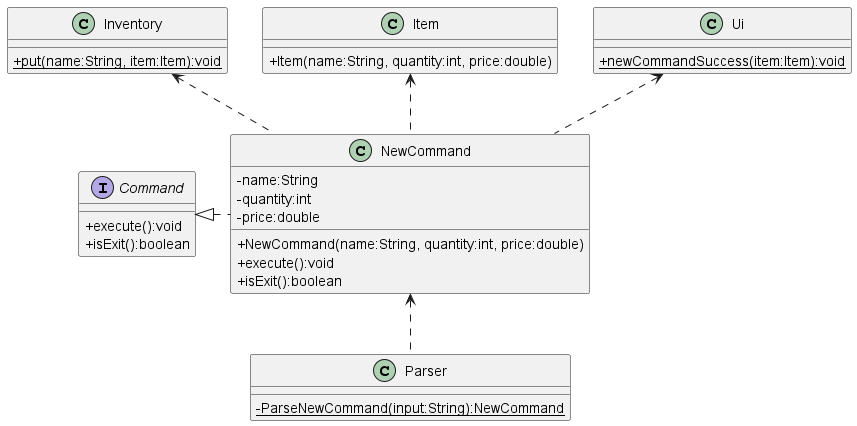 C Inventory
+put(name:String, item:Item):void
C Item
+Item(name:String, quantity:int, price:double)
C Ui
+newCommandSuccess(item:Item):void
I Command
+execute():void
+isExit():boolean
C NewCommand
-name:String
-quantity:int
-price:double
+NewCommand(name:String, quantity:int, price:double)
+execute():void
+isExit():boolean
C Parser
-ParseNewCommand(input:String):NewCommand